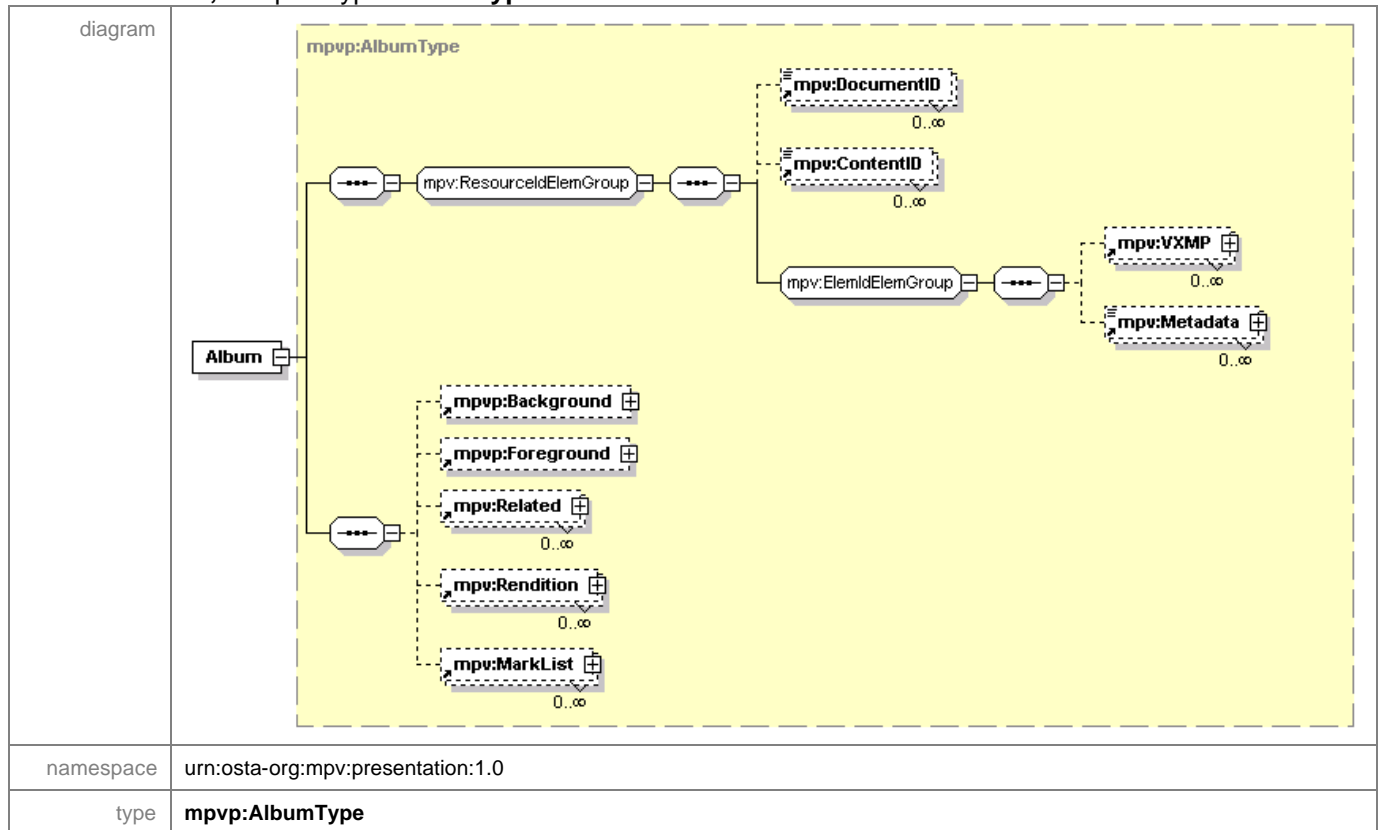 diagram
mpvp:AlbumType
mpv:DocumentID
0..∞
mpv:ContentID
0..∞
mpv:ResourceIdElemGroup
mpv:ElemIdElemGroup
mpv:VXMP
0..∞
mpv:Metadata
0..∞
Album
mpvp:Background
mpvp:Foreground
mpv:Related
0..∞
mpv:Rendition
0..∞
mpv:MarkList
0..∞
namespace urn:osta-org:mpv:presentation:1.0
type mpvp:AlbumType